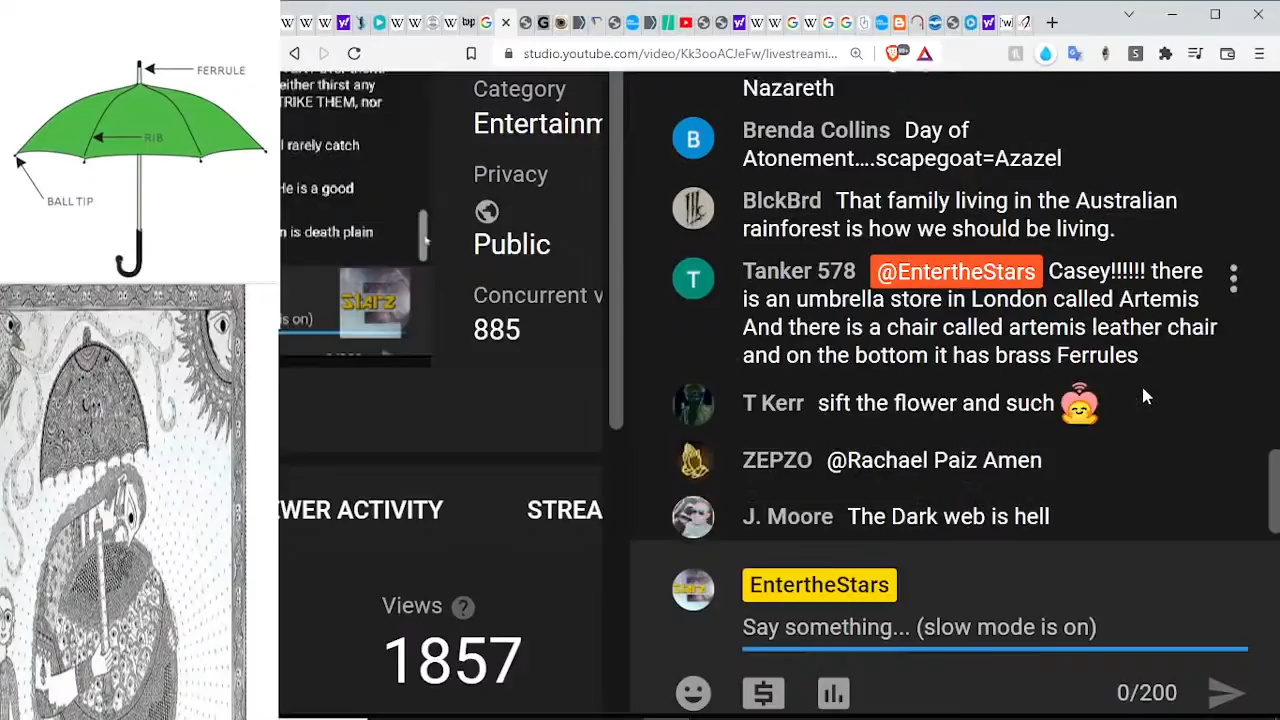 FERRULE
RIB
BALL TIP
studio.youtube.com/video/Kk3ooACJeFw/livestreami...
99+
either thirst any
TRIKE THEM, nor
I rarely catch
He is a good
n is death plain
is on)
Starz
Category
Entertainm
Privacy
Public
Concurrent v
885
EWER ACTIVITY
STREA
Views
1857
Nazareth
B
Brenda Collins Day of
Atonement....scapegoat=Azazel
BlckBrd That family living in the Australian
rainforest is how we should be living.
T
Tanker 578 @EntertheStars Casey!!!!!! there
is an umbrella store in London called Artemis
And there is a chair called artemis leather chair
and on the bottom it has brass Ferrules
T Kerr sift the flower and such
ZEPZO @Rachael Paiz Amen
J. Moore The Dark web is hell
EntertheStars
Say something... (slow mode is on)
0/200